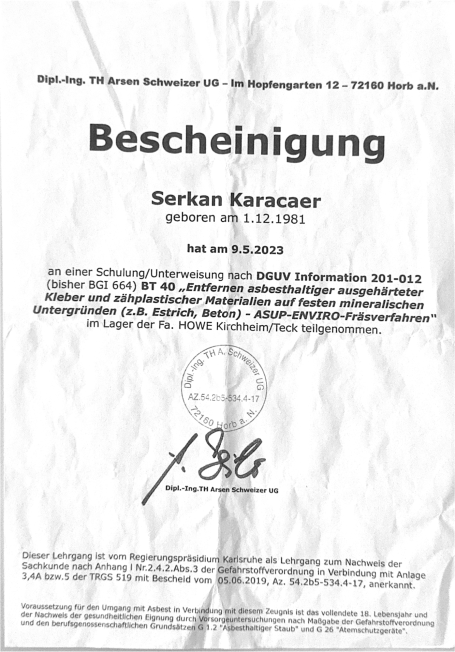 Dipl.-Ing. TH Arsen Schweizer UG – Im Hopfengarten 12 – 72160 Horb a.N.
Bescheinigung
Serkan Karacaer
geboren am 1.12.1981
hat am 9.5.2023
an einer Schulung/Unterweisung nach DGUV Information 201-012
(bisher BGI 664) BT 40 „Entfernen asbesthaltiger ausgehärteter
Kleber und zähplastischer Materialien auf festen mineralischen
Untergründen (z.B. Estrich, Beton) - ASUP-ENVIRO-Fräsverfahren“
im Lager der Fa. HOWE Kirchheim/Teck teilgenommen.
Dipl.-Ing. TH A. Schweizer UG
AZ.54.2b5-534.4-17
72160 Horb a. N.
Dipl.-Ing.TH Arsen Schweizer UG
Dieser Lehrgang ist vom Regierungspräsidium Karlsruhe als Lehrgang zum Nachweis der
Sachkunde nach Anhang I Nr.2.4.2.Abs.3 der Gefahrstoffverordnung in Verbindung mit Anlage
3,4A bzw.5 der TRGS 519 mit Bescheid vom 05.06.2019, Az. 54.2b5-534.4-17, anerkannt.
Voraussetzung für den Umgang mit Asbest in Verbindung mit diesem Zeugnis ist das vollendete 18. Lebensjahr und
der Nachweis der gesundheitlichen Eignung durch Vorsorgeuntersuchungen nach Maßgabe der Gefahrstoffverordnung
und den berufsgenossenschaftlichen Grundsätzen G 1.2 "Asbesthaltiger Staub" und G 26 "Atemschutzgeräte".